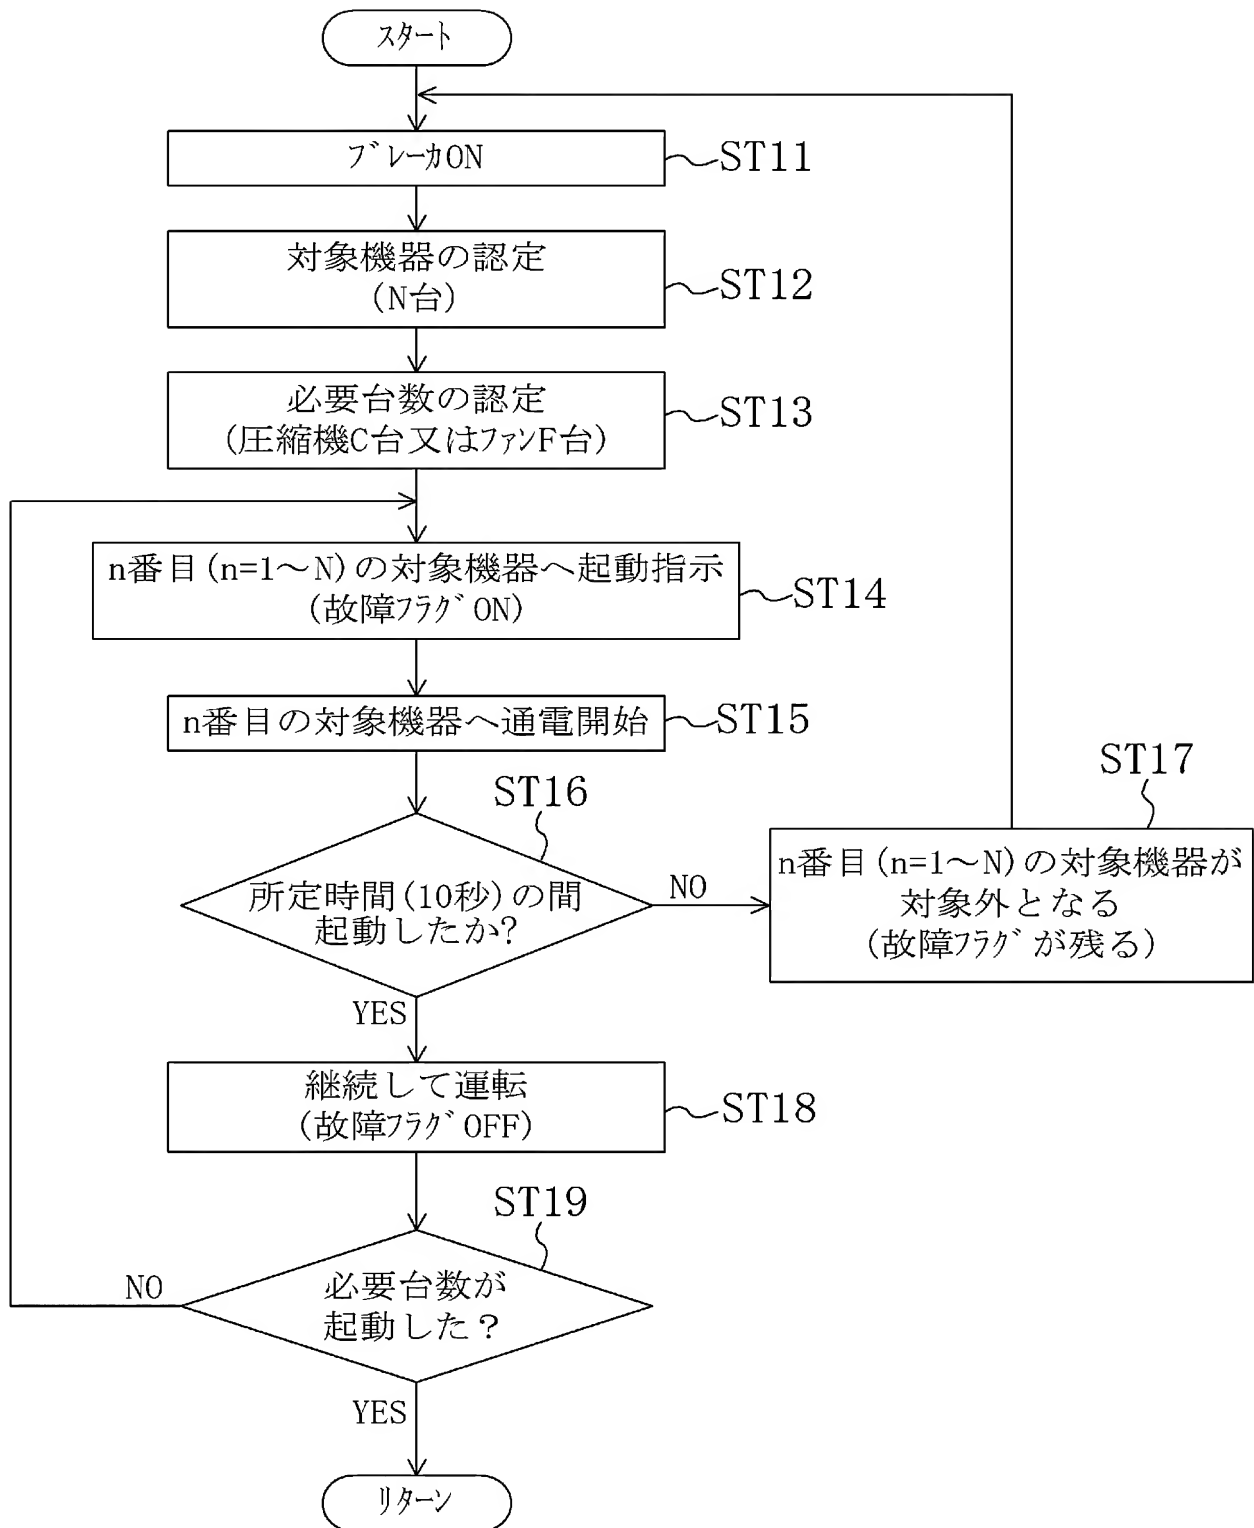 スタート
ブレーカON
ST11
対象機器の認定
(N台)
ST12
必要台数の認定
(圧縮機C台又はファンF台)
ST13
n番目(n=1～N)の対象機器へ起動指示
(故障フラグON)
ST14
n番目の対象機器へ通電開始
ST15
ST16
所定時間(10秒)の間
起動したか?
NO
YES
ST17
n番目(n=1～N)の対象機器が
対象外となる
(故障フラグが残る)
継続して運転
(故障フラグOFF)
ST18
ST19
必要台数が
起動した？
NO
YES
リターン